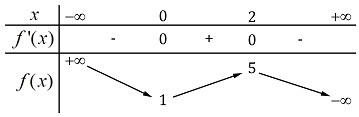 x −∞ 0 2 +∞
f'(x) - 0 + 0 -
+∞ 5
f(x)
1 −∞